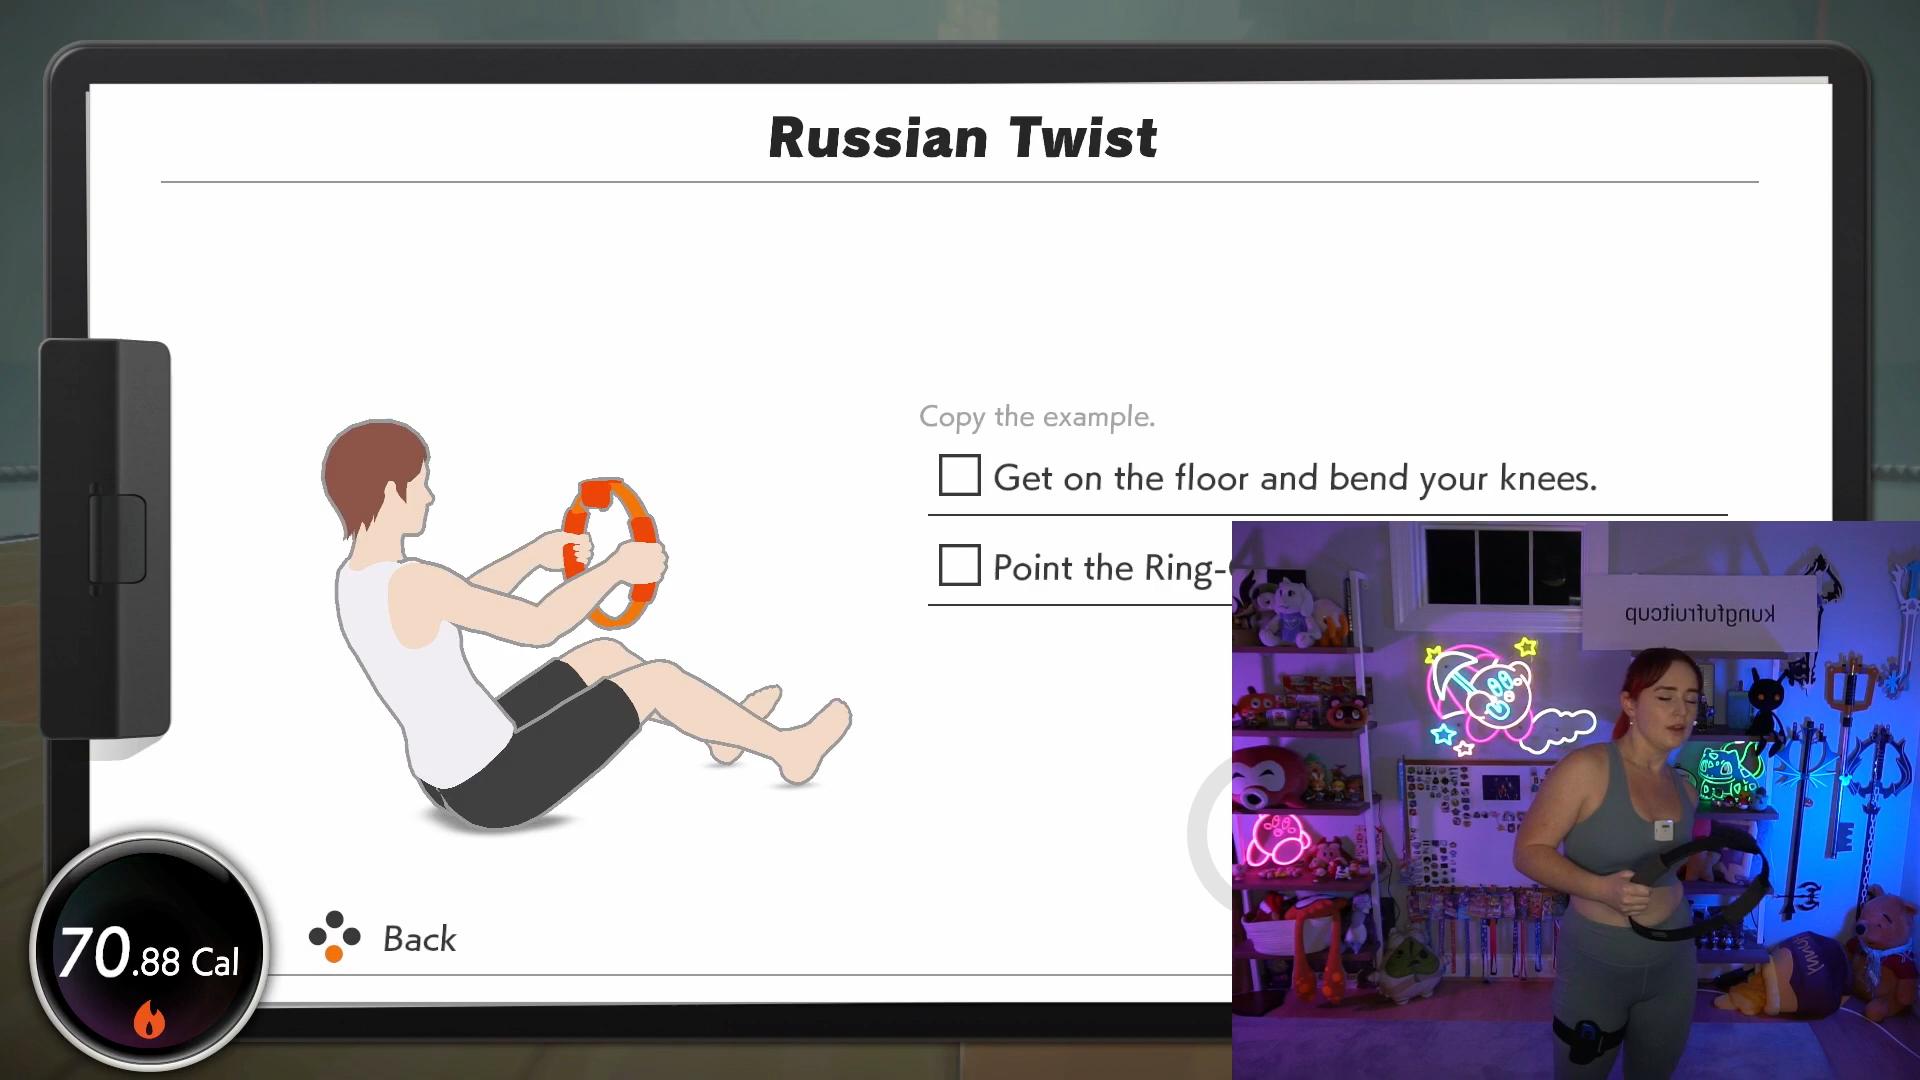 Russian Twist
Copy the example.
Get on the floor and bend your knees.
Point the Ring-
kungfufruitcup
70.88 Cal
Back